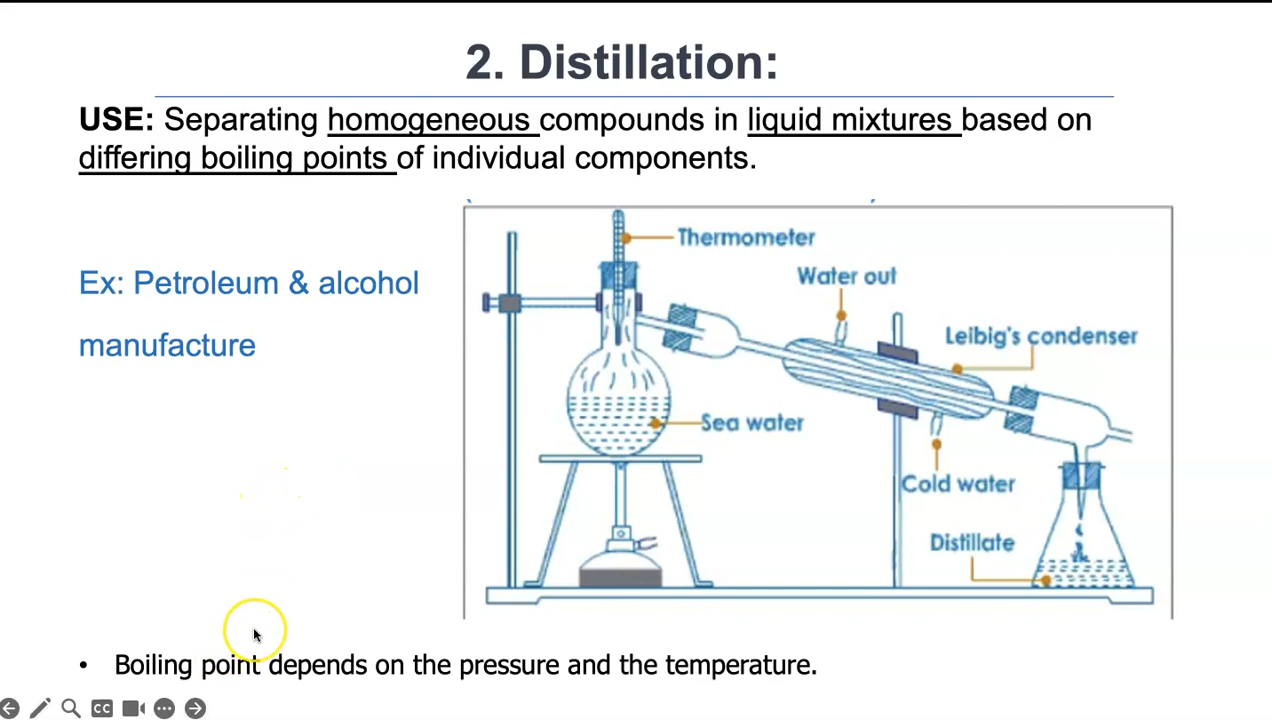 2. Distillation:
USE: Separating homogeneous compounds in liquid mixtures based on
differing boiling points of individual components.
Ex: Petroleum & alcohol
manufacture
Thermometer
Water out
Leibig's condenser
Sea water
Cold water
Distillate
• Boiling point depends on the pressure and the temperature.
CC